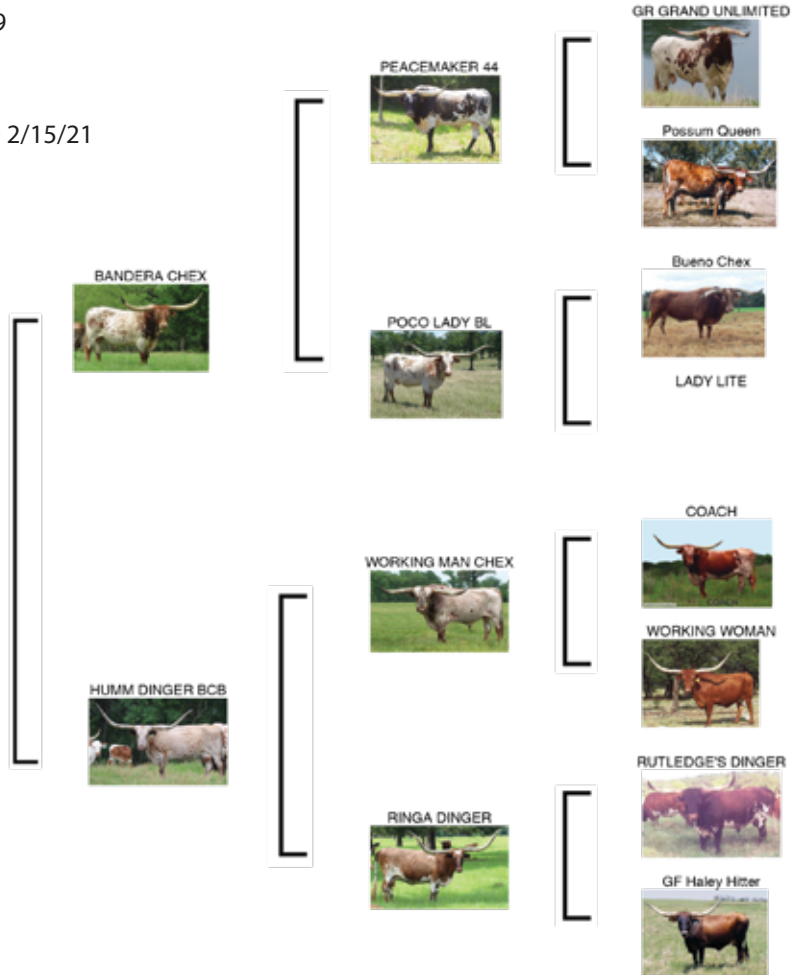 9
GR GRAND UNLIMITED
PEACEMAKER 44
2/15/21
Possum Queen
BANDERA CHEX
Bueno Chex
POCO LADY BL
LADY LITE
COACH
COACH
WORKING MAN CHEX
WORKING WOMAN
HUMM DINGER BCB
RUTLEDGE'S DINGER
RINGA DINGER
GF Haley Hitter